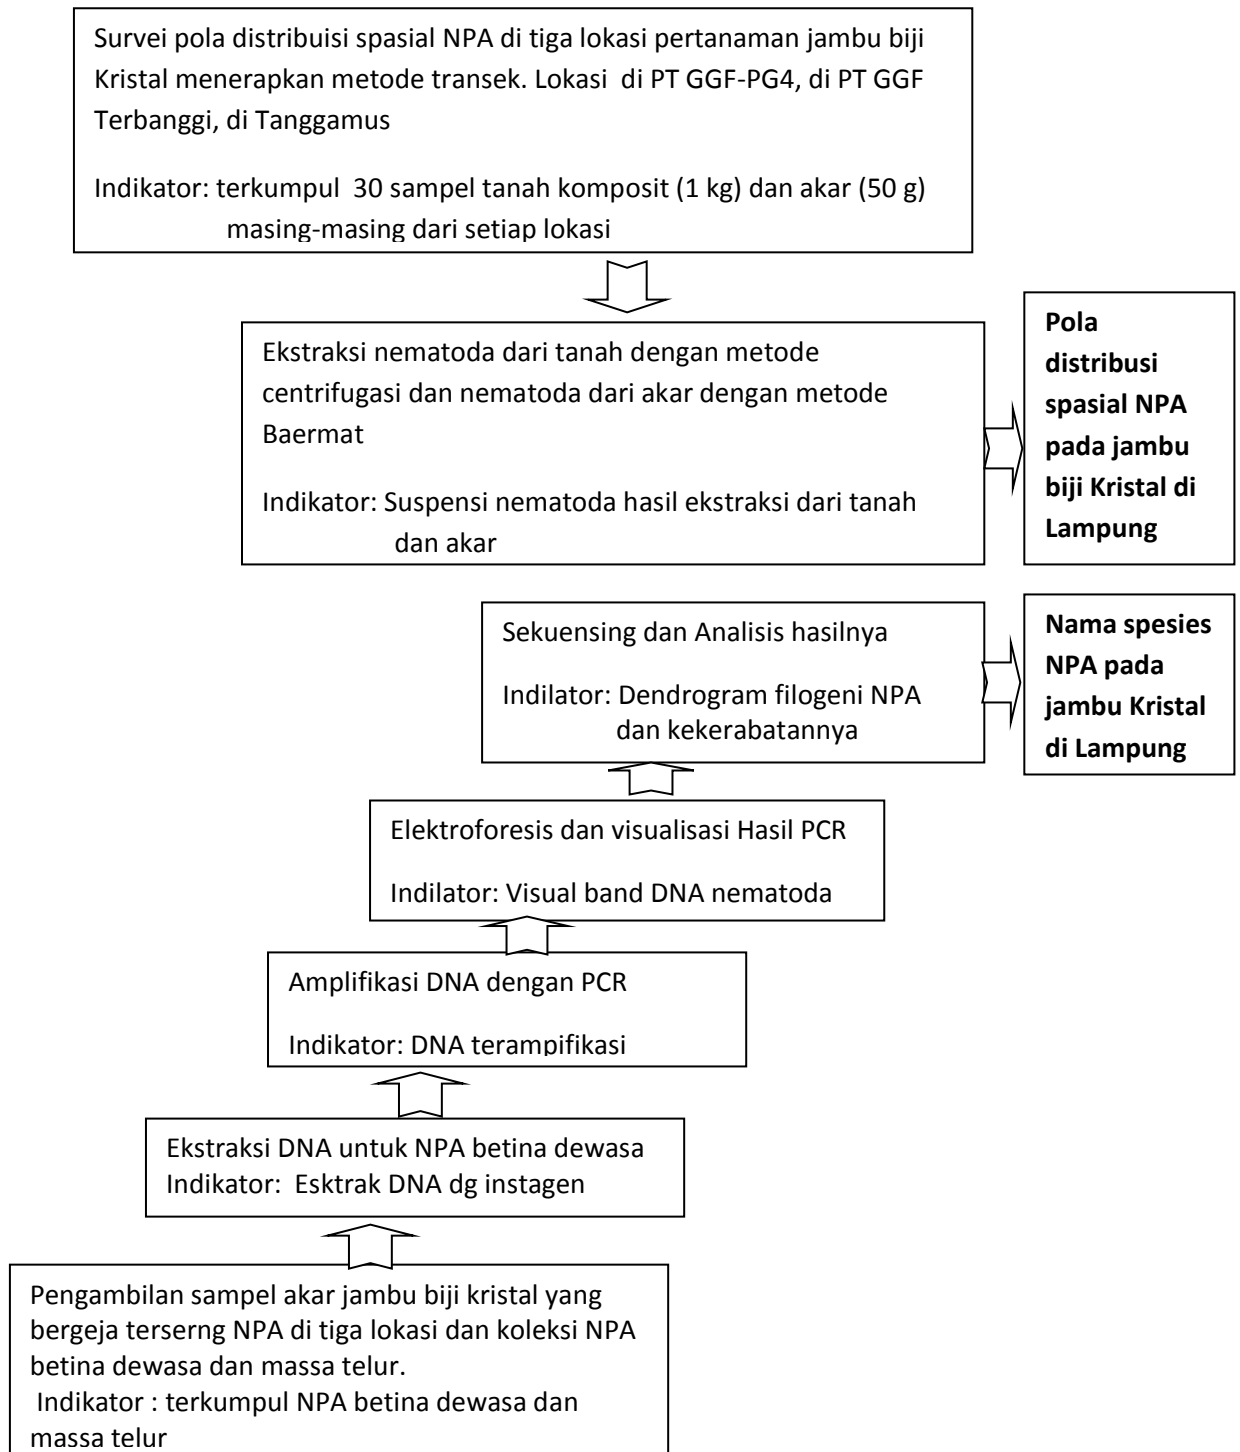 Survei pola distribuisi spasial NPA di tiga lokasi pertanaman jambu biji
Kristal menerapkan metode transek. Lokasi di PT GGF-PG4, di PT GGF
Terbanggi, di Tanggamus
Indikator: terkumpul 30 sampel tanah komposit (1 kg) dan akar (50 g)
masing-masing dari setiap lokasi
Ekstraksi nematoda dari tanah dengan metode
centrifugasi dan nematoda dari akar dengan metode
Baermat
Indikator: Suspensi nematoda hasil ekstraksi dari tanah
dan akar
Pola
distribusi
spasial NPA
pada jambu
biji Kristal di
Lampung
Sekuensing dan Analisis hasilnya
Indilator: Dendrogram filogeni NPA
dan kekerabatannya
Nama spesies
NPA pada
jambu Kristal
di Lampung
Elektroforesis dan visualisasi Hasil PCR
Indilator: Visual band DNA nematoda
Amplifikasi DNA dengan PCR
Indikator: DNA terampifikasi
Ekstraksi DNA untuk NPA betina dewasa
Indikator: Esktrak DNA dg instagen
Pengambilan sampel akar jambu biji kristal yang
bergeja terserng NPA di tiga lokasi dan koleksi NPA
betina dewasa dan massa telur.
Indikator : terkumpul NPA betina dewasa dan
massa telur